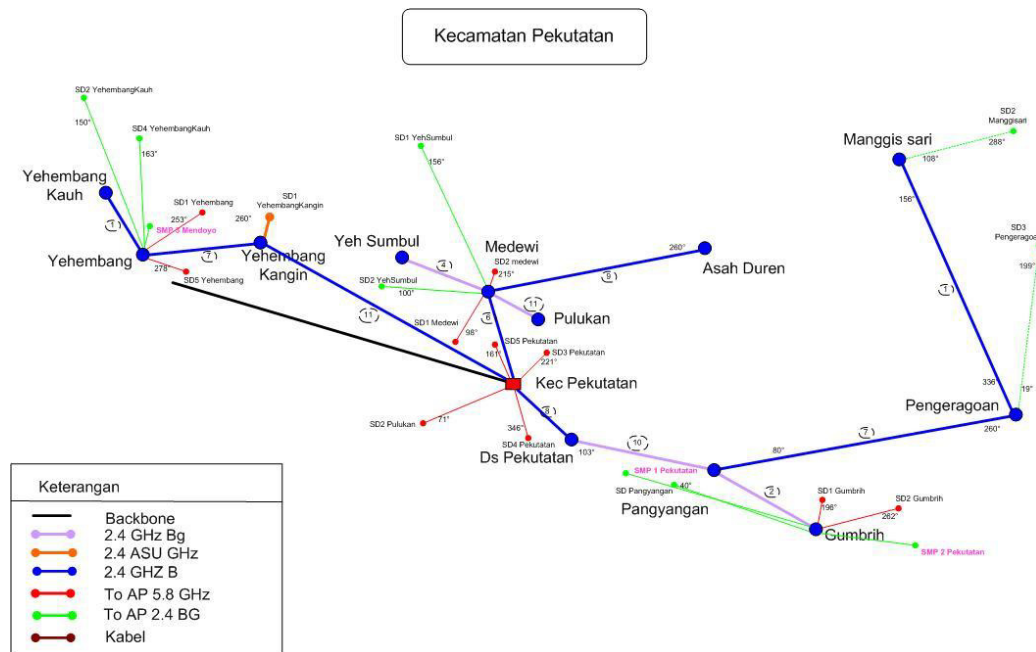 Kecamatan Pekutatan
SD2 YehembangKauh
150°
SD4 YehembangKauh
163°
Yehembang
Kauh
SD1 Yehembang
253°
SMP 5 Mendoyo
1
7
Yehembang
278°
SD5 Yehembang
260°
SD1
YehembangKangin
Yehembang
Kangin
11
SD1 YehSumbul
156°
Yeh Sumbul
4
Medewi
SD2 medewi
215°
SD2 YehSumbul
100°
11
Pulukan
6
9
260°
Asah Duren
SD1 Medewi
98°
SD5 Pekutatan
161°
SD3 Pekutatan
221°
Kec Pekutatan
SD2 Pulukan
71°
346°
SD4 Pekutatan
Ds Pekutatan
103°
10
SD2
Manggisari
288°
Manggis sari
108°
156°
1
SD3
Pengeragoa
199°
336°
19°
Pengeragoan
260°
7
80°
SMP 1 Pekutatan
SD Pangyangan
40°
Pangyangan
2
SD1 Gumbrih
196°
SD2 Gumbrih
262°
Gumbrih
SMP 2 Pekutatan
Keterangan
Backbone
2.4 GHz Bg
2.4 ASU GHz
2.4 GHZ B
To AP 5.8 GHz
To AP 2.4 BG
Kabel